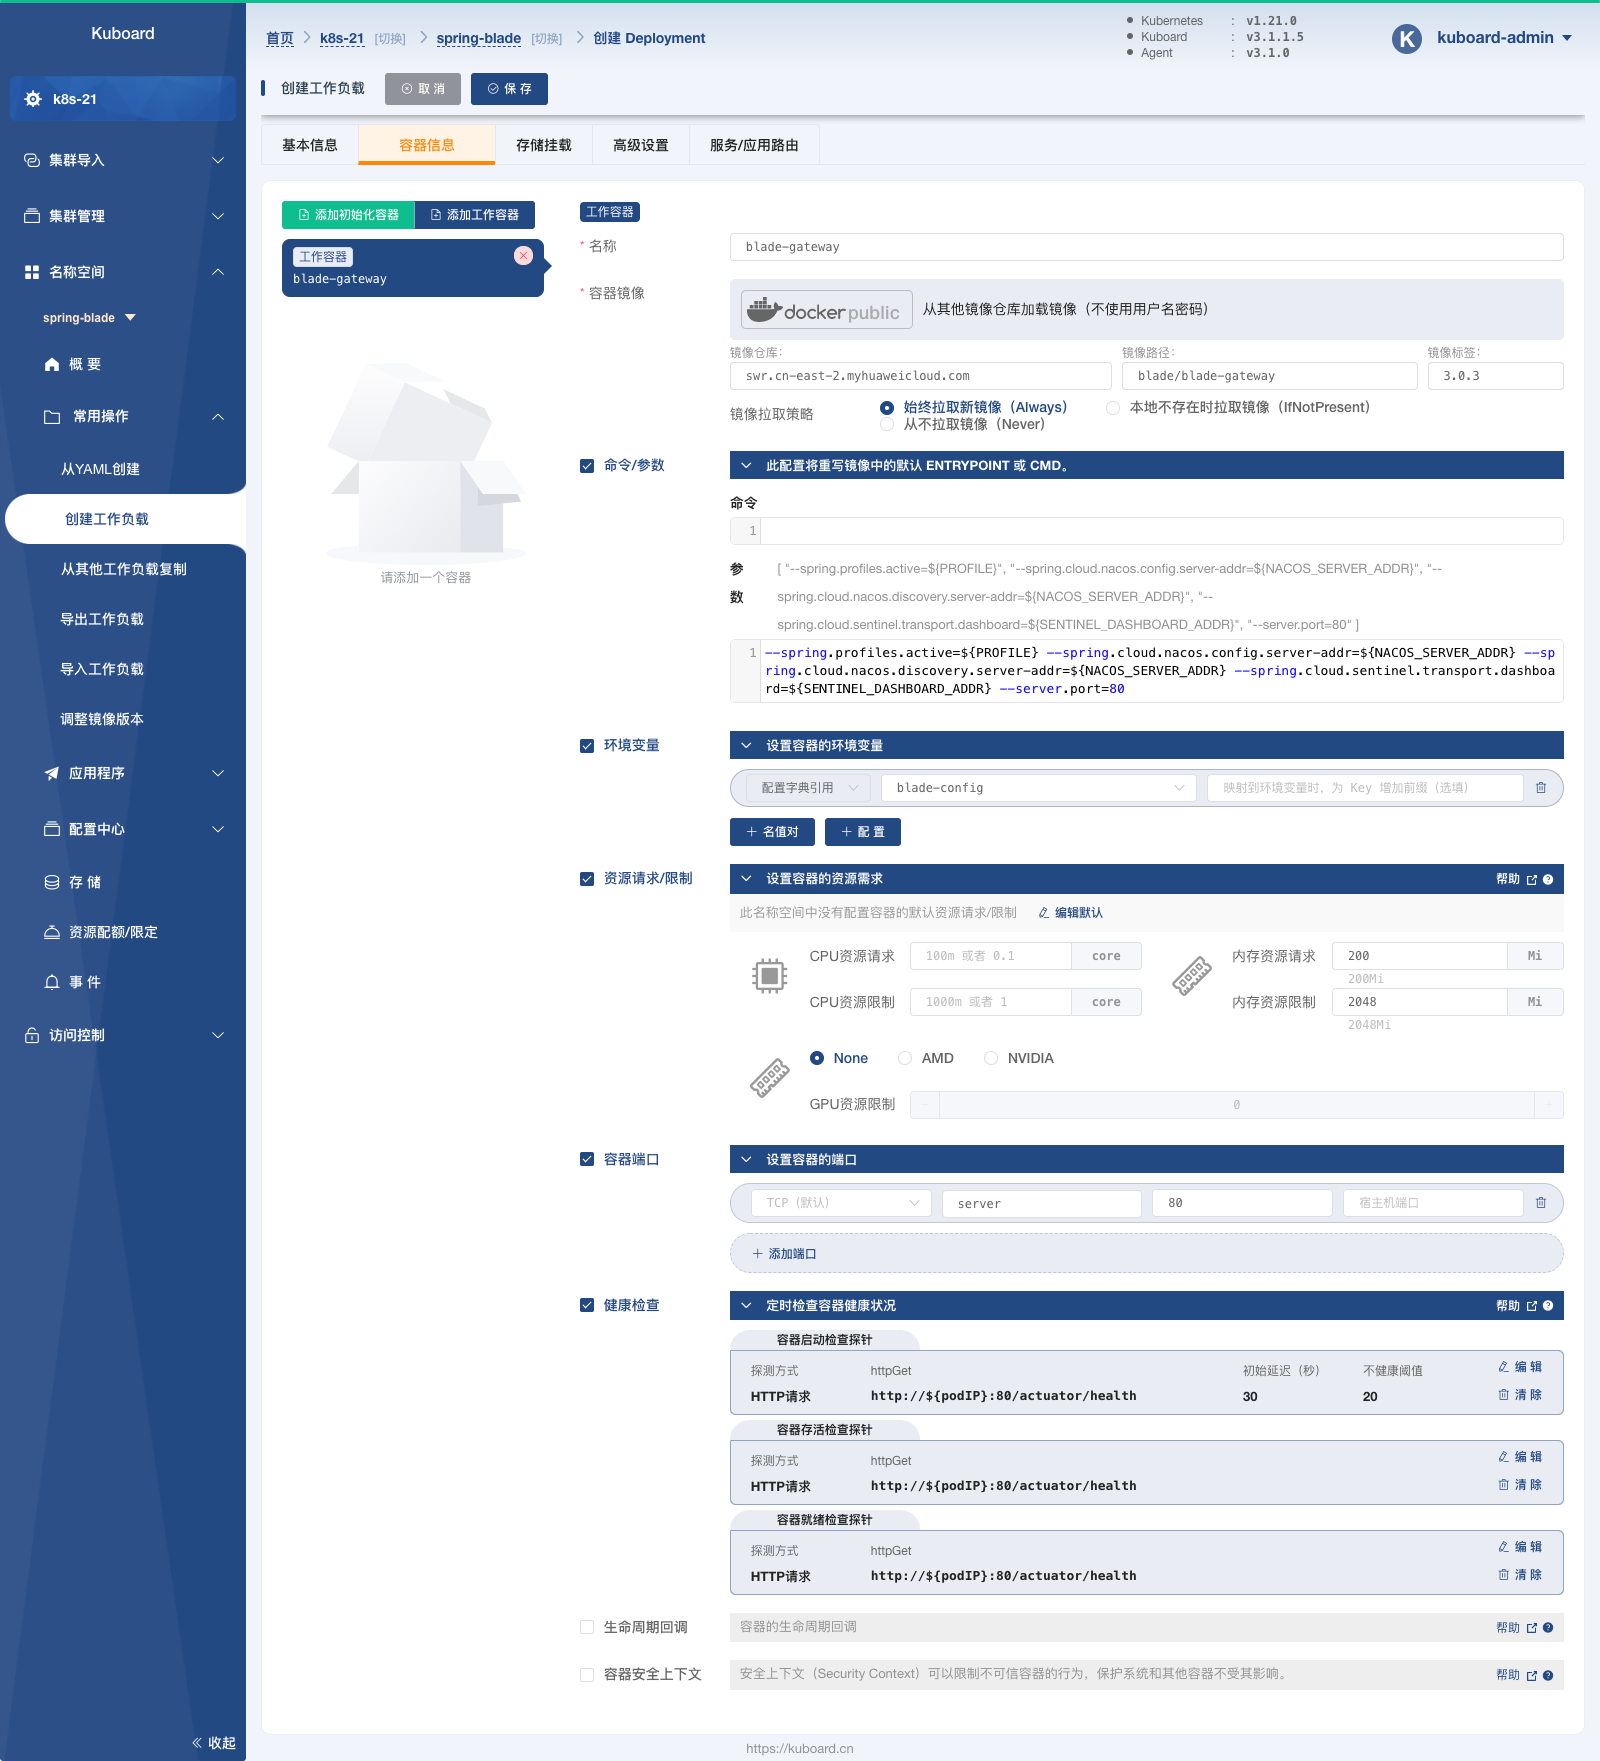 Kuboard
k8s-21
集群导入
集群管理
名称空间
spring-blade
概 要
常用操作
从YAML创建
创建工作负载
从其他工作负载复制
导出工作负载
导入工作负载
调整镜像版本
应用程序
配置中心
存 储
资源配额/限定
事 件
访问控制
收起
首页 k8s-21 [切换] spring-blade [切换] 创建 Deployment
Kubernetes : v1.21.0
Kuboard : v3.1.1.5
Agent : v3.1.0
K kuboard-admin
创建工作负载 取 消 保 存
基本信息 容器信息 存储挂载 高级设置 服务/应用路由
添加初始化容器 添加工作容器
工作容器
blade-gateway
请添加一个容器
工作容器
* 名称 blade-gateway
* 容器镜像 docker public 从其他镜像仓库加载镜像（不使用用户名密码）
镜像仓库: 镜像路径: 镜像标签:
swr.cn-east-2.myhuaweicloud.com blade/blade-gateway 3.0.3
镜像拉取策略 始终拉取新镜像（Always） 本地不存在时拉取镜像（IfNotPresent）
从不拉取镜像（Never）
命令/参数 此配置将重写镜像中的默认 ENTRYPOINT 或 CMD。
命令
1
参 [ "--spring.profiles.active=${PROFILE}", "--spring.cloud.nacos.config.server-addr=${NACOS_SERVER_ADDR}", "--
数 spring.cloud.nacos.discovery.server-addr=${NACOS_SERVER_ADDR}", "--
spring.cloud.sentinel.transport.dashboard=${SENTINEL_DASHBOARD_ADDR}", "--server.port=80" ]
1 --spring.profiles.active=${PROFILE} --spring.cloud.nacos.config.server-addr=${NACOS_SERVER_ADDR} --sp
ring.cloud.nacos.discovery.server-addr=${NACOS_SERVER_ADDR} --spring.cloud.sentinel.transport.dashboa
rd=${SENTINEL_DASHBOARD_ADDR} --server.port=80
环境变量 设置容器的环境变量
配置字典引用 blade-config 映射到环境变量时，为 Key 增加前缀（选填）
名值对 配 置
资源请求/限制 设置容器的资源需求 帮助
此名称空间中没有配置容器的默认资源请求/限制 编辑默认
CPU资源请求 100m 或者 0.1 core 内存资源请求 200 Mi
200Mi
CPU资源限制 1000m 或者 1 core 内存资源限制 2048 Mi
2048Mi
None AMD NVIDIA
GPU资源限制 0
容器端口 设置容器的端口
TCP（默认） server 80 宿主机端口
添加端口
健康检查 定时检查容器健康状况 帮助
容器启动检查探针
探测方式 httpGet 初始延迟（秒） 不健康阈值 编 辑
HTTP请求 http://${podIP}:80/actuator/health 30 20 清 除
容器存活检查探针
探测方式 httpGet 编 辑
HTTP请求 http://${podIP}:80/actuator/health 清 除
容器就绪检查探针
探测方式 httpGet 编 辑
HTTP请求 http://${podIP}:80/actuator/health 清 除
生命周期回调 容器的生命周期回调 帮助
容器安全上下文 安全上下文（Security Context）可以限制不可信容器的行为，保护系统和其他容器不受其影响。 帮助
https://kuboard.cn